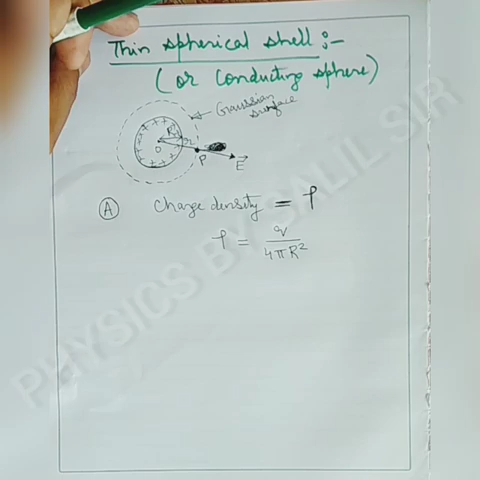 Thin spherical shell :-
(or conducting sphere)
Gaussian
surface
R
r
O
P
E⃗
A
Charge density = ρ
ρ = q / 4πR²
PHYSICS BY SALIL SIR